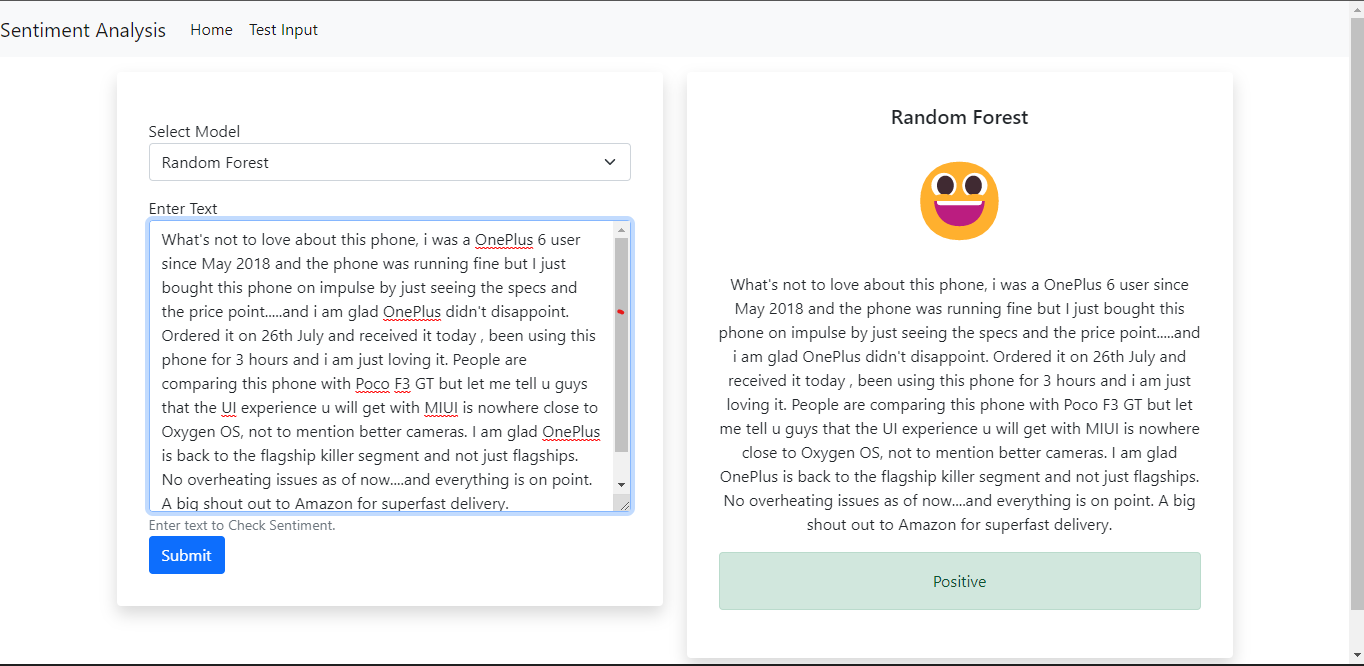 Sentiment Analysis Home Test Input
Select Model
Random Forest
Enter Text
What's not to love about this phone, i was a OnePlus 6 user
since May 2018 and the phone was running fine but I just
bought this phone on impulse by just seeing the specs and
the price point.....and i am glad OnePlus didn't disappoint.
Ordered it on 26th July and received it today , been using this
phone for 3 hours and i am just loving it. People are
comparing this phone with Poco F3 GT but let me tell u guys
that the UI experience u will get with MIUI is nowhere close to
Oxygen OS, not to mention better cameras. I am glad OnePlus
is back to the flagship killer segment and not just flagships.
No overheating issues as of now....and everything is on point.
A big shout out to Amazon for superfast delivery.
Enter text to Check Sentiment.
Submit
Random Forest
What's not to love about this phone, i was a OnePlus 6 user since
May 2018 and the phone was running fine but I just bought this
phone on impulse by just seeing the specs and the price point.....and
i am glad OnePlus didn't disappoint. Ordered it on 26th July and
received it today , been using this phone for 3 hours and i am just
loving it. People are comparing this phone with Poco F3 GT but let
me tell u guys that the UI experience u will get with MIUI is nowhere
close to Oxygen OS, not to mention better cameras. I am glad
OnePlus is back to the flagship killer segment and not just flagships.
No overheating issues as of now....and everything is on point. A big
shout out to Amazon for superfast delivery.
Positive